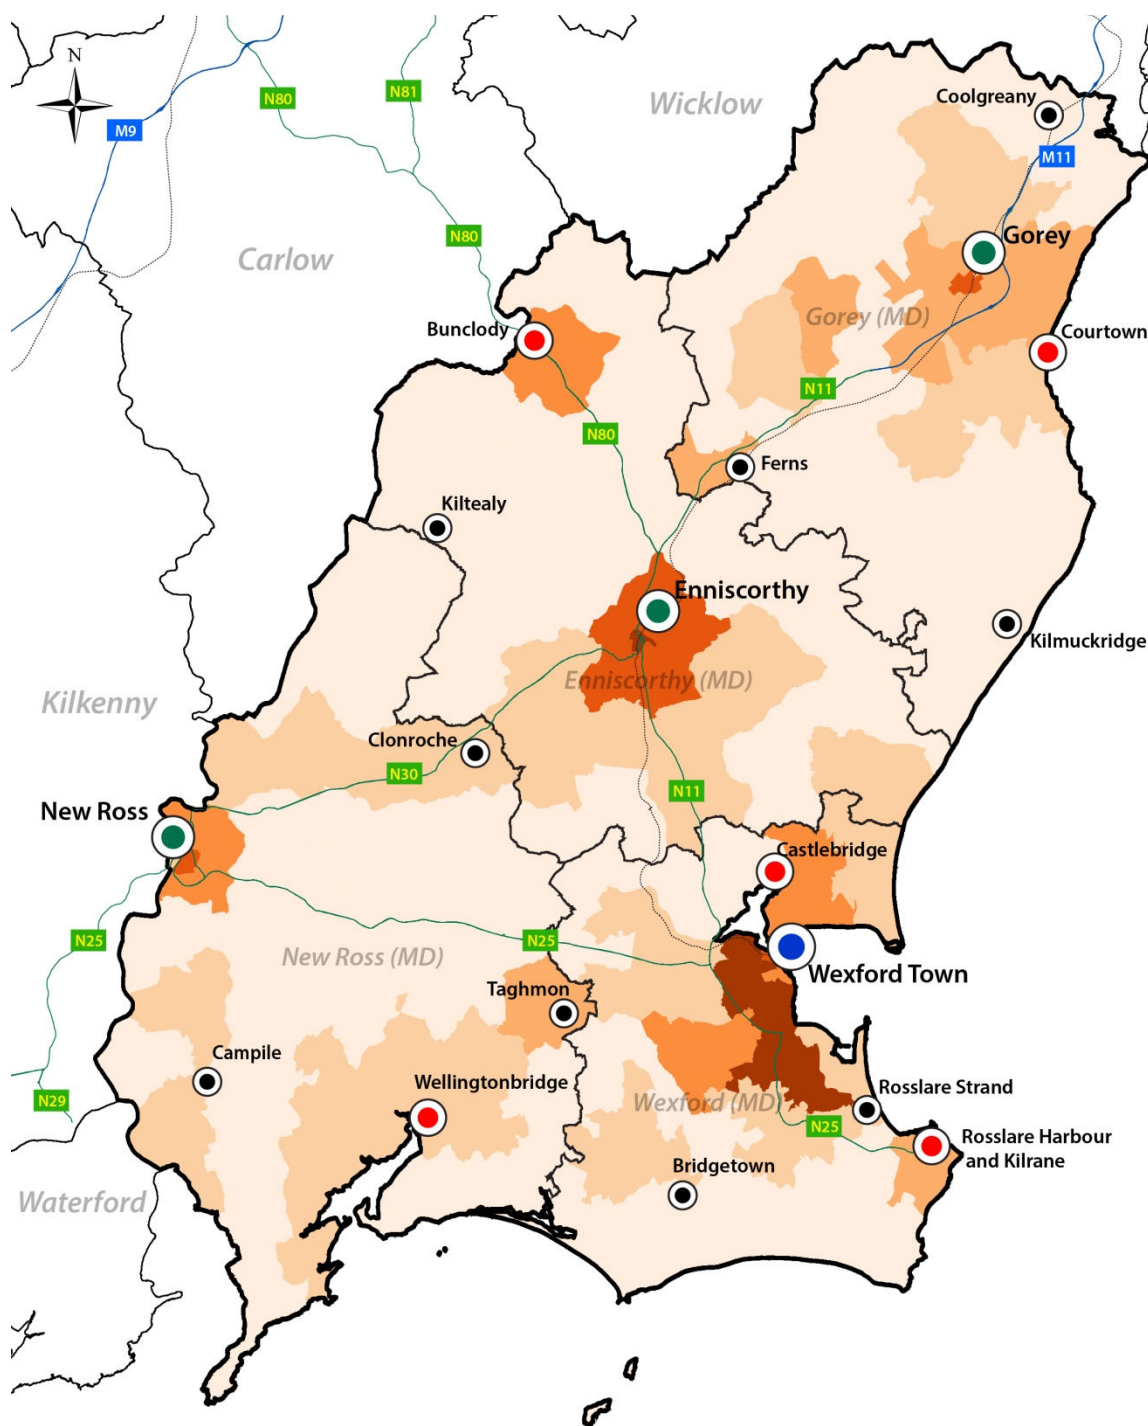 N
N80
N81
Wicklow
Coolgreany
M9
M11
N80
Gorey
Carlow
Bunclody
Gorey (MD)
Courtown
N11
N80
Ferns
Kiltealy
Enniscorthy
Kilmuckridge
Enniscorthy (MD)
Kilkenny
Clonroche
N30
N11
New Ross
Castlebridge
N25
N25
New Ross (MD)
Wexford Town
Taghmon
Campile
Wellingtonbridge
Rosslare Strand
N29
Wexford (MD)
N25
Rosslare Harbour
and Kilrane
Bridgetown
Waterford